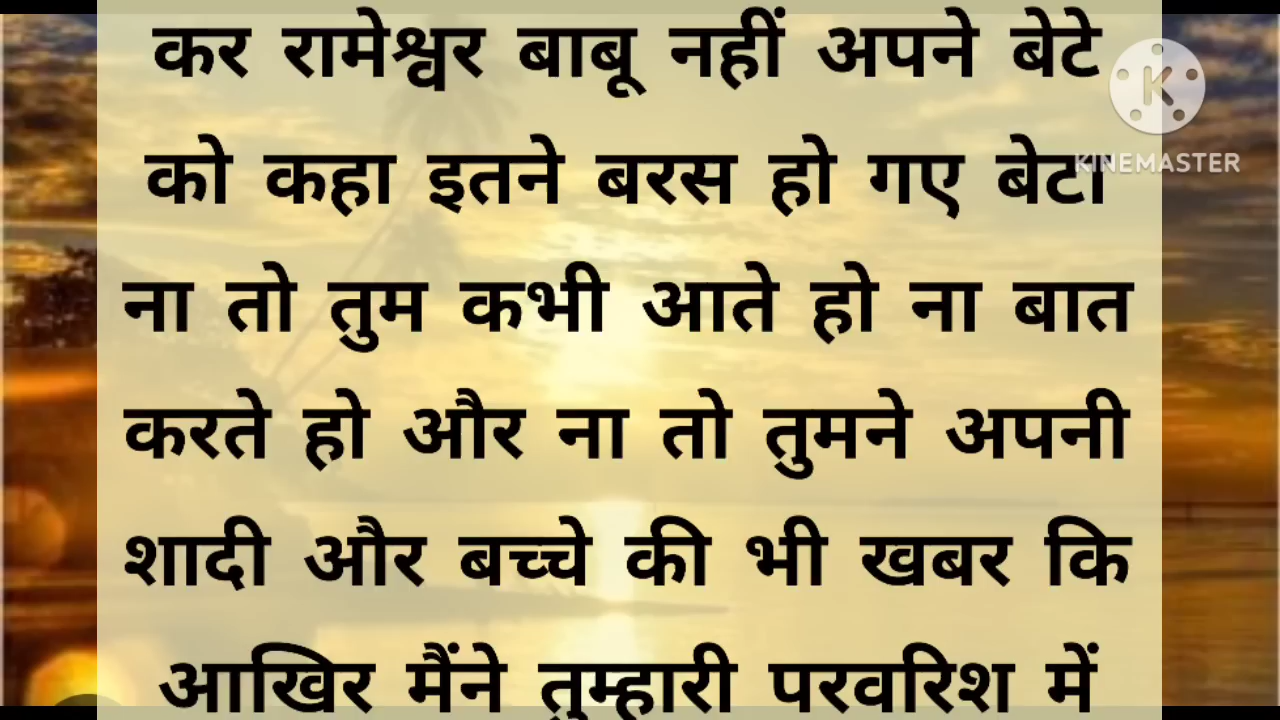 कर रामेश्वर बाबू नहीं अपने बेटे
को कहा इतने बरस हो गए बेटा
ना तो तुम कभी आते हो ना बात
करते हो और ना तो तुमने अपनी
शादी और बच्चे की भी खबर कि
आखिर मैंने तुम्हारी परवरिश में
K
KINEMASTER